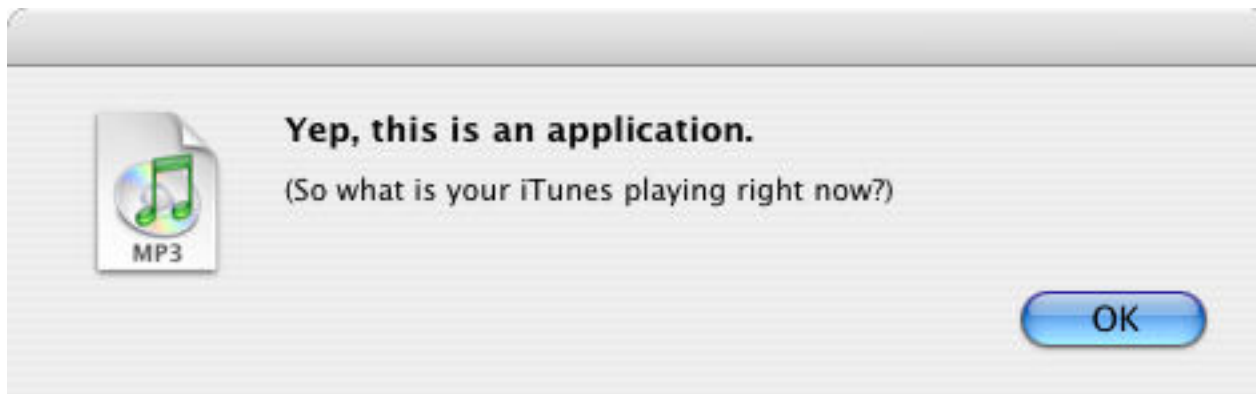 Yep, this is an application.
(So what is your iTunes playing right now?)
MP3
OK